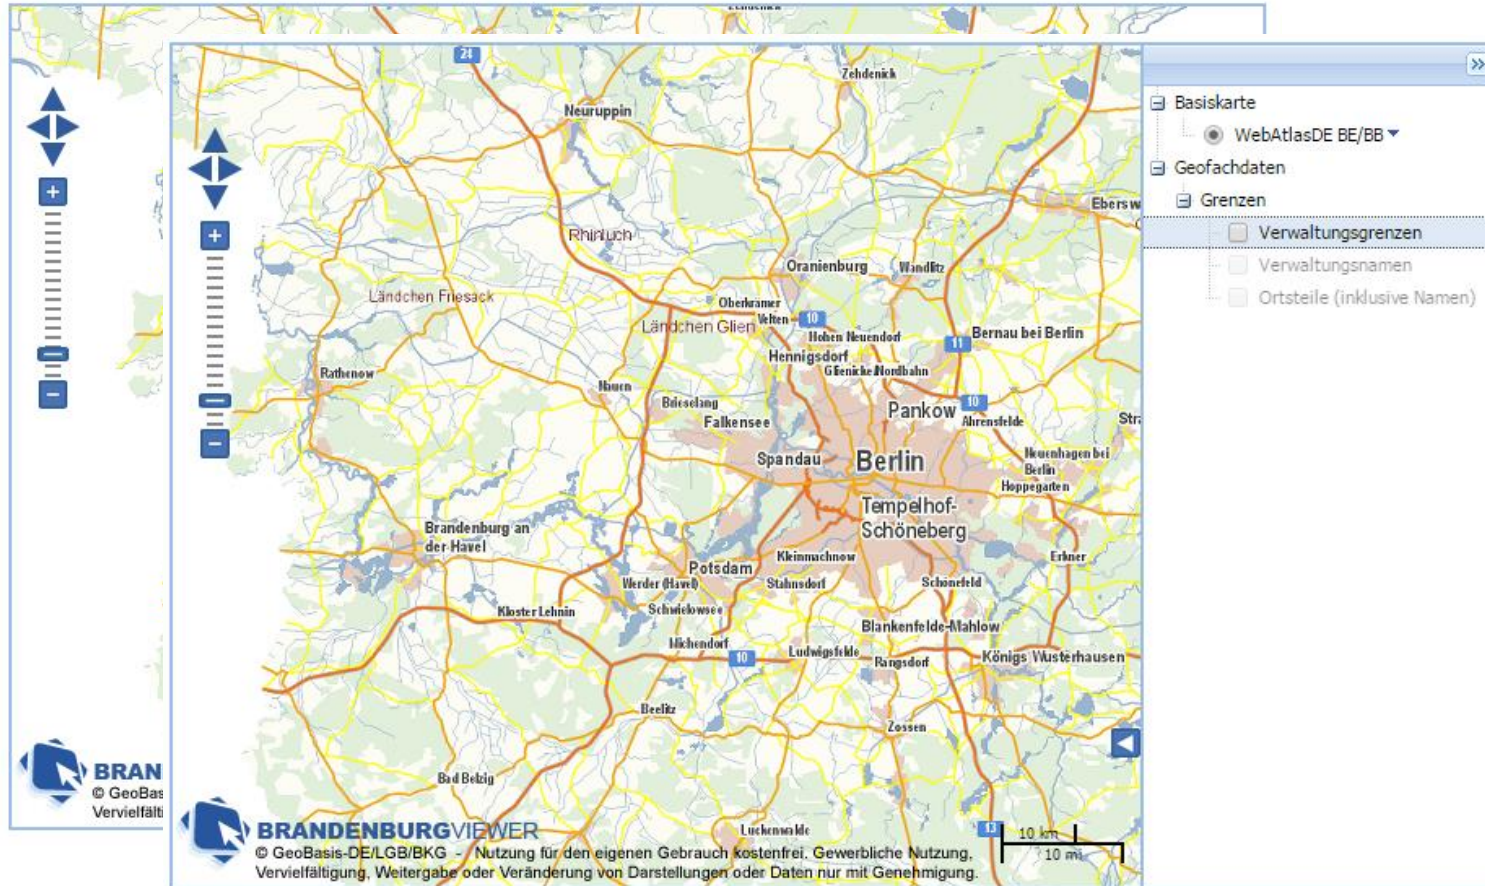 Zehdenick
24
Zehdenick
Neuruppin
Ebersw
Rhinluch
Oranienburg
Wandlitz
Ländchen Friesack
Oberkrämer
Velten
10
Ländchen Glien
Hohen Neuendorf
11
Bernau bei Berlin
Hennigsdorf
Glienicke/Nordbahn
Rathenow
Nauen
Brieselang
Pankow
10
Falkensee
Ahrensfelde
Stra
Spandau
Berlin
Neuenhagen bei
Berlin
Hoppegarten
Tempelhof-
Schöneberg
Brandenburg an
der Havel
Kleinmachnow
Erkner
Potsdam
Werder (Havel)
Stahnsdorf
Schönefeld
Kloster Lehnin
Schwielowsee
Blankenfelde-Mahlow
Michendorf
10
Ludwigsfelde
Rangsdorf
Königs Wusterhausen
Beelitz
Zossen
Bad Belzig
Luckenwalde
13
10 km
10 mi
BRANDENBURGVIEWER
© GeoBasis-DE/LGB/BKG - Nutzung für den eigenen Gebrauch kostenfrei. Gewerbliche Nutzung,
Vervielfältigung, Weitergabe oder Veränderung von Darstellungen oder Daten nur mit Genehmigung.
BRAN
© GeoBas
Vervielfälti
Basiskarte
WebAtlasDE BE/BB
Geofachdaten
Grenzen
Verwaltungsgrenzen
Verwaltungsnamen
Ortsteile (inklusive Namen)